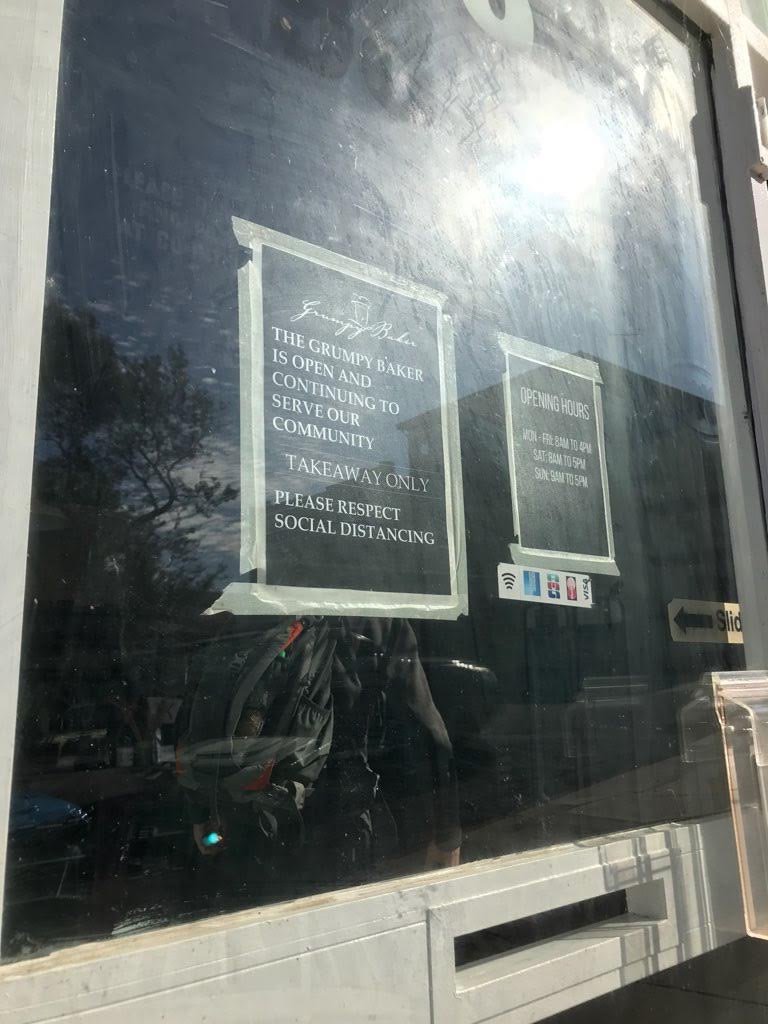 Grumpy Baker
THE GRUMPY BAKER
IS OPEN AND
CONTINUING TO
SERVE OUR
COMMUNITY
TAKEAWAY ONLY
PLEASE RESPECT
SOCIAL DISTANCING
OPENING HOURS
MON - FRI: 8AM TO 4PM
SAT: 8AM TO 5PM
SUN: 9AM TO 5PM
VISA
Slid